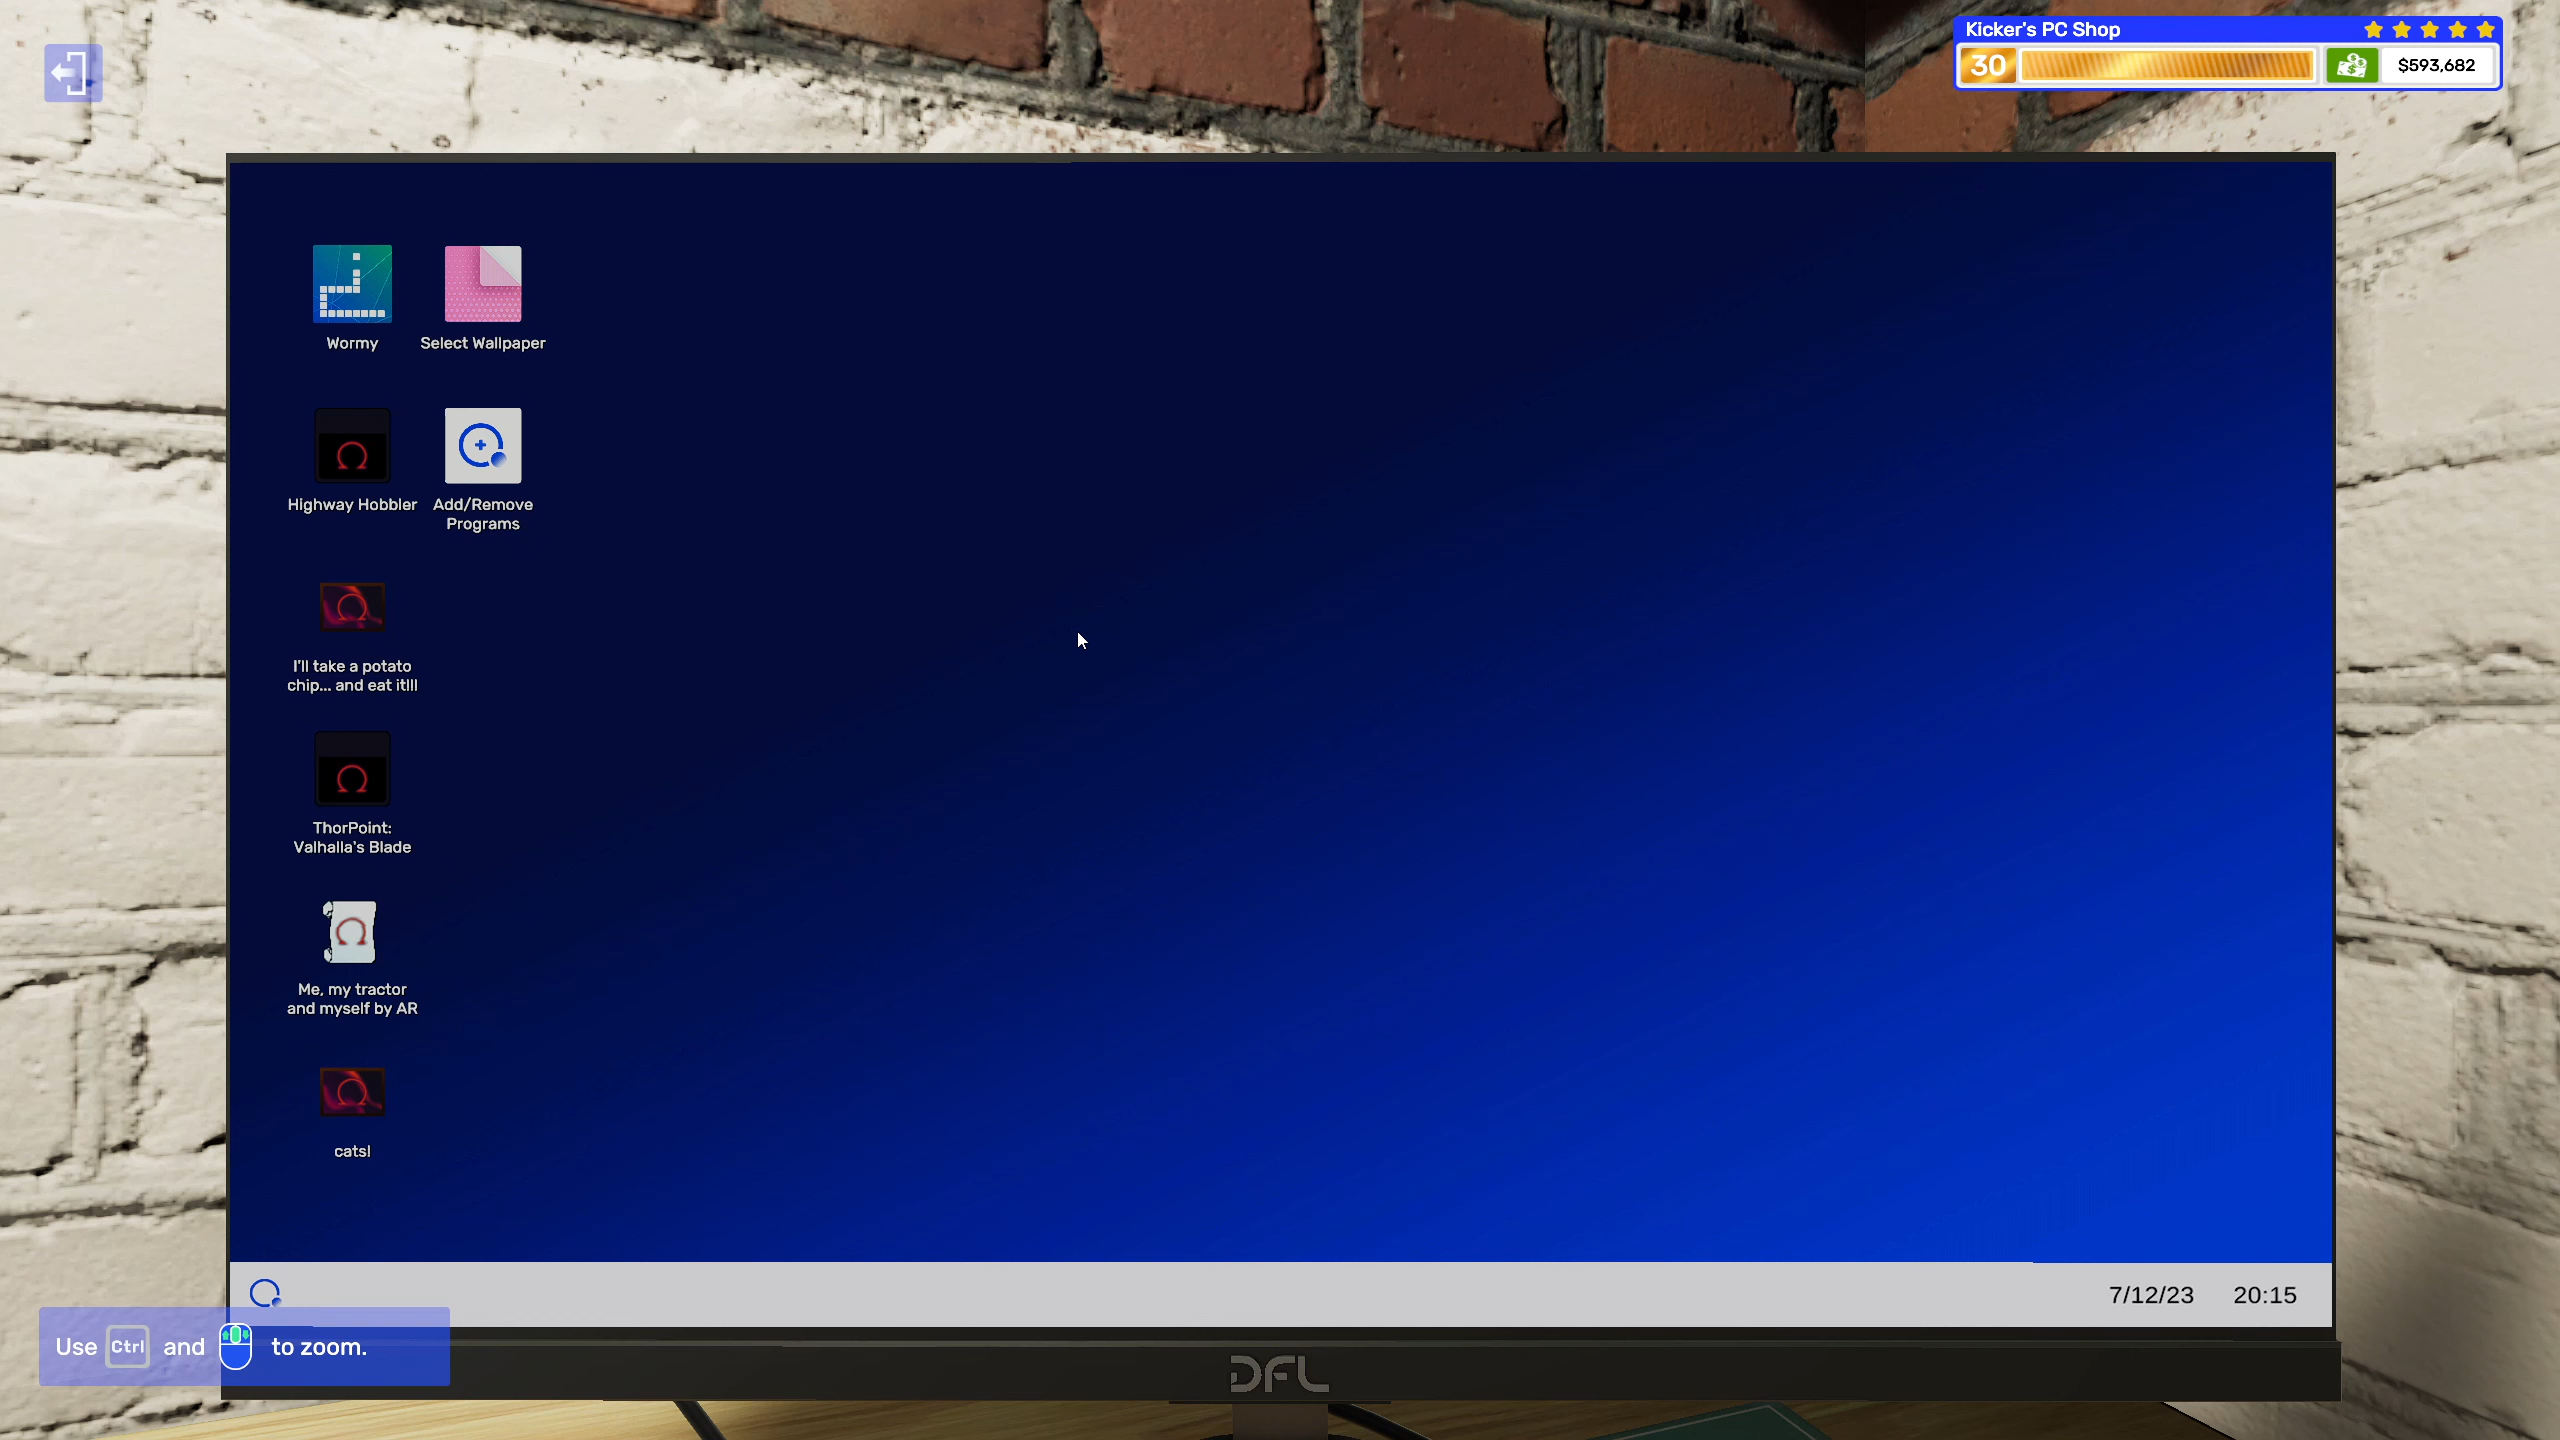 Kicker's PC Shop
30
$593,682
Wormy
Select Wallpaper
Highway Hobbler
Add/Remove
Programs
I'll take a potato
chip... and eat it!!!
ThorPoint:
Valhalla's Blade
Me, my tractor
and myself by AR
cats!
7/12/23
20:15
Use Ctrl and to zoom.
DFL